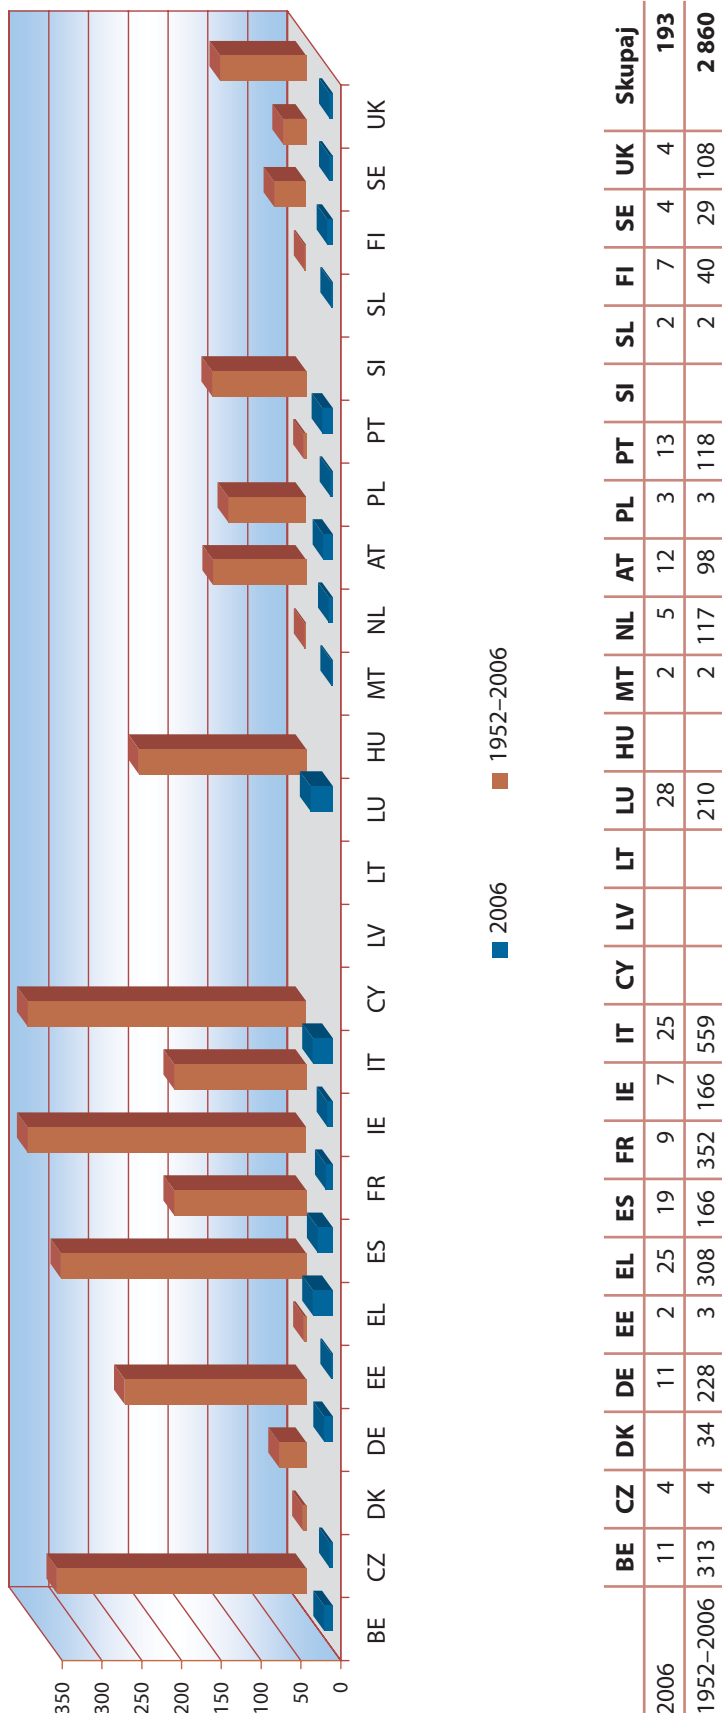 350
300
250
200
150
100
50
0
BE CZ DK DE EE EL ES FR IE IT CY LV LT LU HU MT NL AT PL PT SI SL FI SE UK
2006 1952–2006
BE CZ DK DE EE EL ES FR IE IT CY LV LT LU HU MT NL AT PL PT SI SL FI SE UK Skupaj
2006 11 4 11 2 25 19 9 7 25 28 2 5 12 3 13 2 7 4 4 193
1952–2006 313 4 34 228 3 308 166 352 166 559 210 2 117 98 3 118 2 40 29 108 2 860